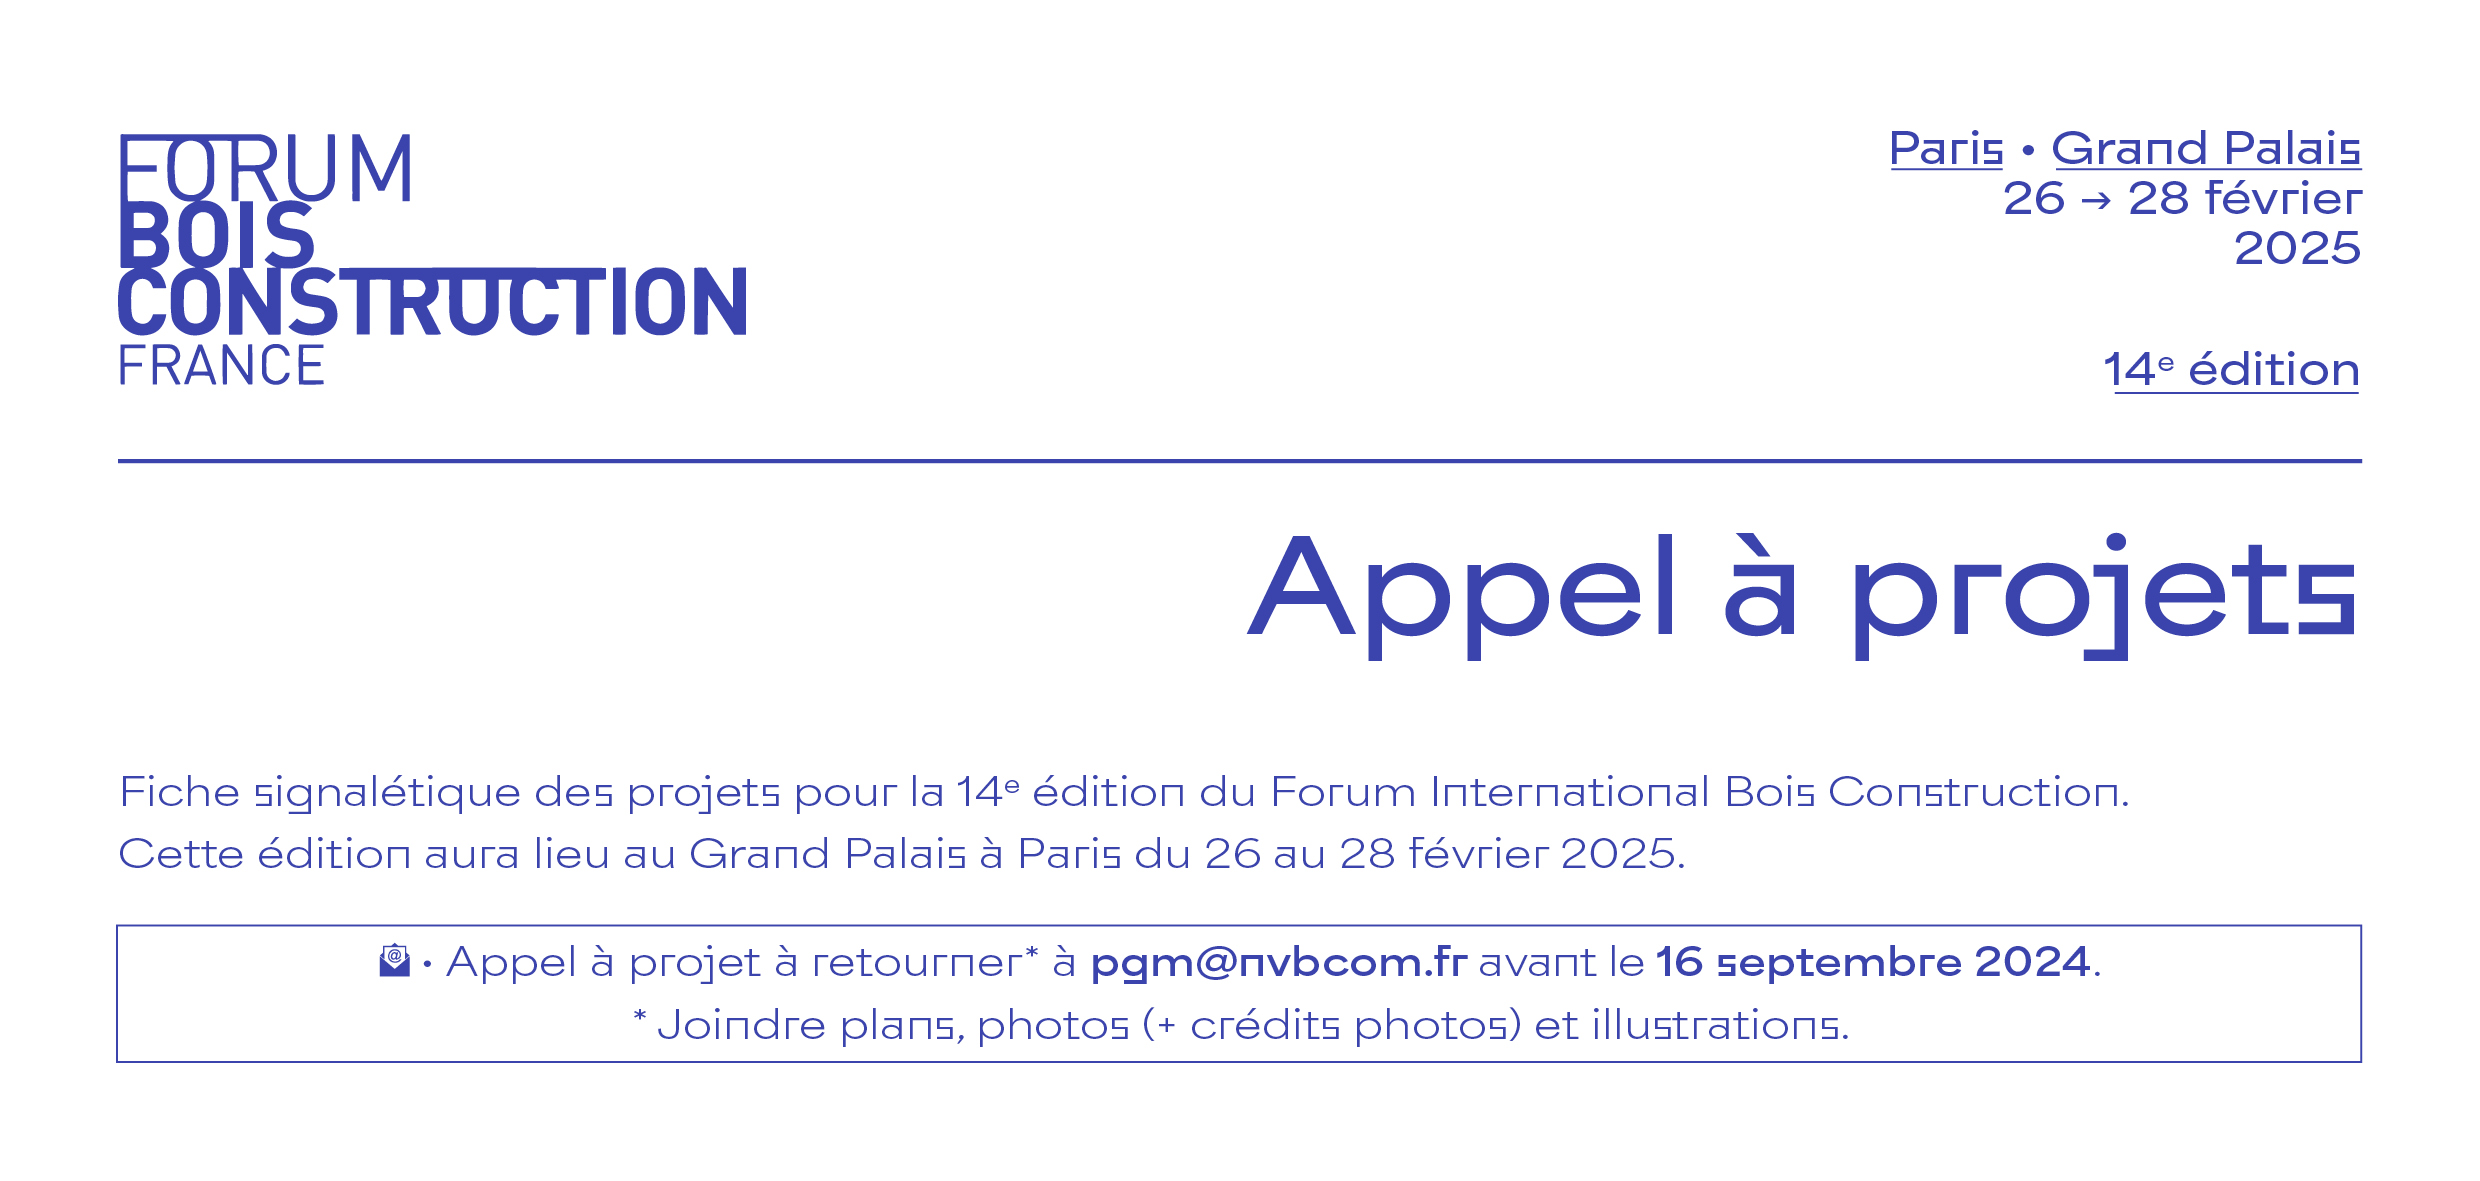 FORUM
BOIS
CONSTRUCTION
FRANCE
Paris • Grand Palais
26 → 28 février
2025
14e édition
Appel à projets
Fiche signalétique des projets pour la 14e édition du Forum International Bois Construction.
Cette édition aura lieu au Grand Palais à Paris du 26 au 28 février 2025.
• Appel à projet à retourner* à pgm@nvbcom.fr avant le 16 septembre 2024.
* Joindre plans, photos (+ crédits photos) et illustrations.